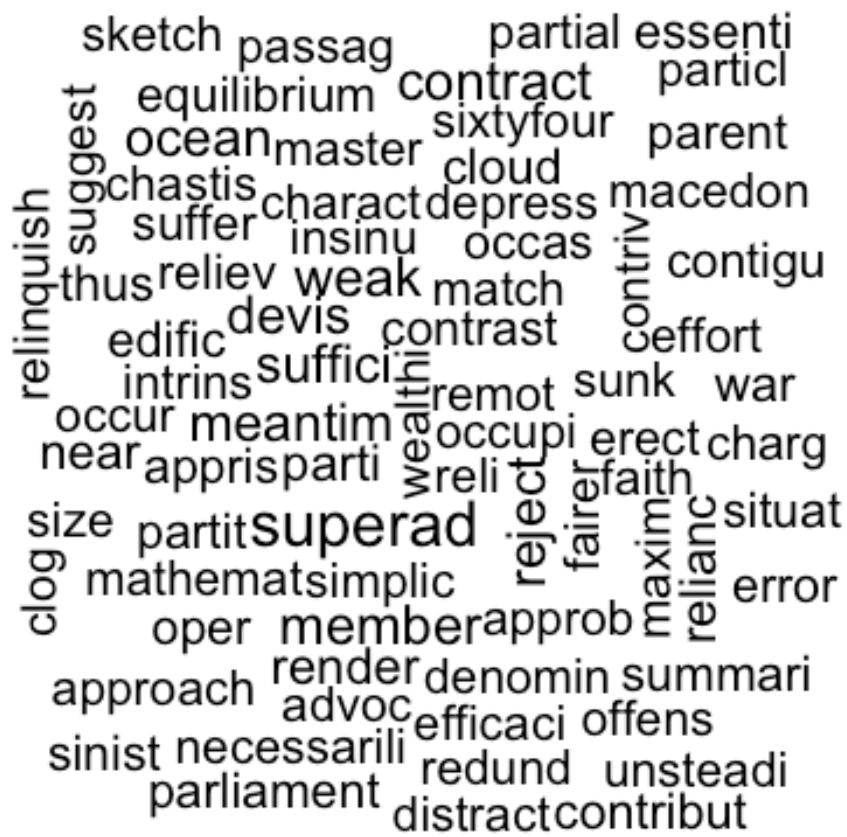 sketch passag partial essenti
equilibrium contract particl
suggest ocean master sixtyfour parent
chastis cloud
suffer charact depress macedon
relinquish insinu occas contriv contigu
thus reliev weak match
edific devis contrast effort
intrins suffici wealthi remot sunk war
occur meantim occupi erect charg
near appris parti reli faith
size partit superad reject fairer maxim relianc situat
clog mathemat simplic error
oper member approb
approach render denomin summari
advoc efficaci offens
sinist necessarili redund unsteadi
parliament distract contribut